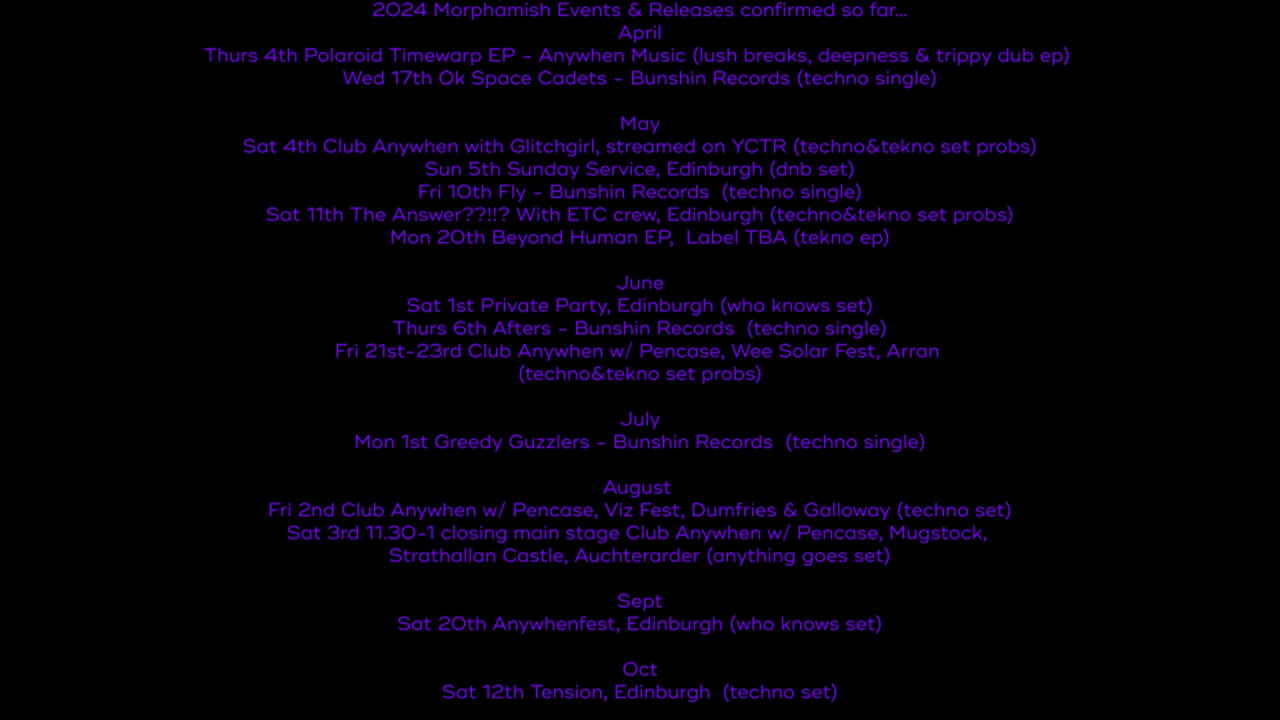 2024 Morphamish Events & Releases confirmed so far...
April
Thurs 4th Polaroid Timewarp EP - Anywhen Music (lush breaks, deepness & trippy dub ep)
Wed 17th Ok Space Cadets - Bunshin Records (techno single)
May
Sat 4th Club Anywhen with Glitchgirl, streamed on YCTR (techno&tekno set probs)
Sun 5th Sunday Service, Edinburgh (dnb set)
Fri 10th Fly - Bunshin Records (techno single)
Sat 11th The Answer??!!? With ETC crew, Edinburgh (techno&tekno set probs)
Mon 20th Beyond Human EP, Label TBA (tekno ep)
June
Sat 1st Private Party, Edinburgh (who knows set)
Thurs 6th Afters - Bunshin Records (techno single)
Fri 21st-23rd Club Anywhen w/ Pencase, Wee Solar Fest, Arran
(techno&tekno set probs)
July
Mon 1st Greedy Guzzlers - Bunshin Records (techno single)
August
Fri 2nd Club Anywhen w/ Pencase, Viz Fest, Dumfries & Galloway (techno set)
Sat 3rd 11.30-1 closing main stage Club Anywhen w/ Pencase, Mugstock,
Strathallan Castle, Auchterarder (anything goes set)
Sept
Sat 20th Anywhenfest, Edinburgh (who knows set)
Oct
Sat 12th Tension, Edinburgh (techno set)